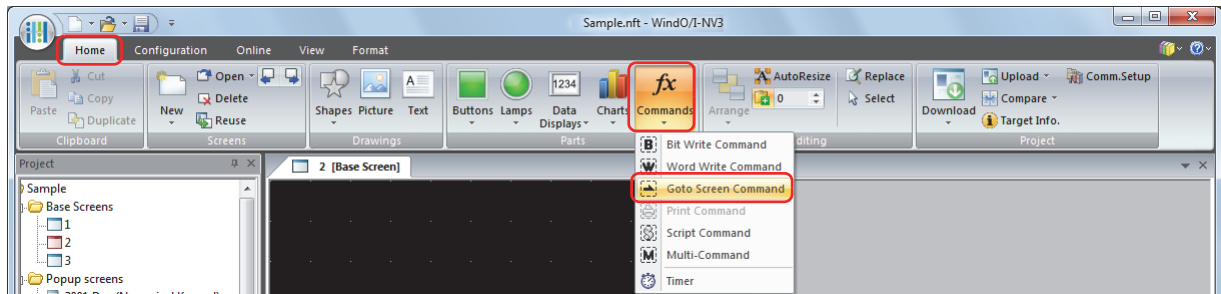 Sample.nft - WindO/I-NV3
Home Configuration Online View Format
Cut
Copy
Duplicate
Paste
Clipboard
New
Open
Delete
Reuse
Screens
Shapes Picture Text
Drawings
Buttons Lamps
1234
Data
Displays
Charts
Parts
fx
Commands
Arrange
AutoResize
0
Replace
Select
diting
Download
Upload
Compare
Target Info.
Comm.Setup
Project
Bit Write Command
Word Write Command
Goto Screen Command
Print Command
Script Command
Multi-Command
Timer
Project
2 [Base Screen]
Sample
Base Screens
1
2
3
Popup screens